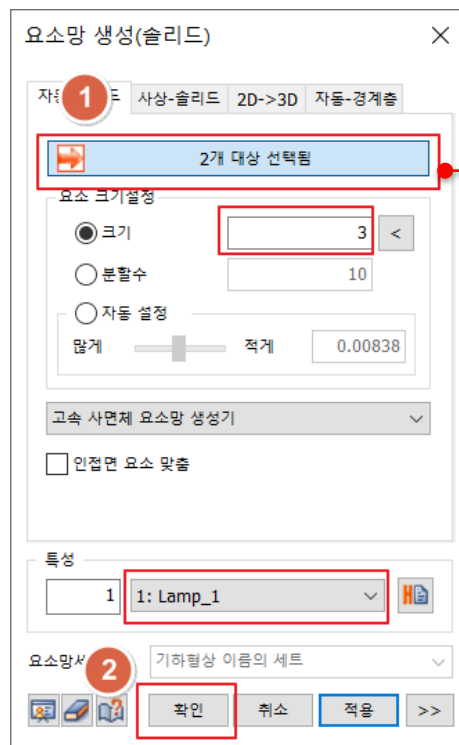 요소망 생성(솔리드)
1
사상-솔리드 2D->3D 자동-경계층
2개 대상 선택됨
요소 크기설정
크기 3 <
분할수 10
자동 설정
많게 적게 0.00838
고속 사면체 요소망 생성기
인접면 요소 맞춤
특성
1 1: Lamp_1
기하형상 이름의 세트
2
확인 취소 적용 >>